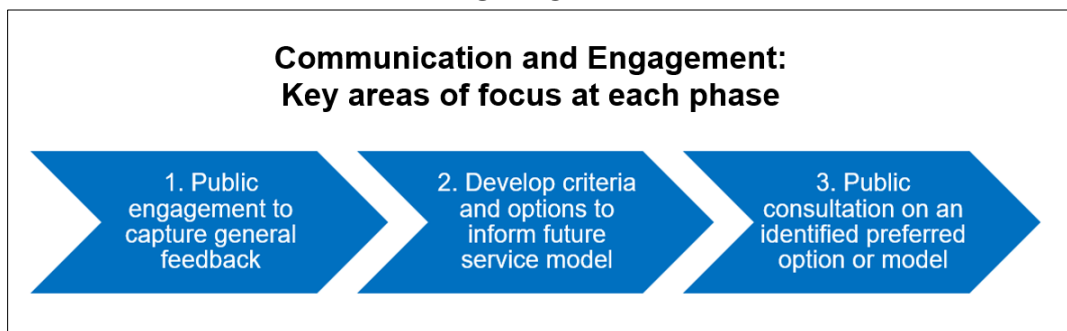 Communication and Engagement:
Key areas of focus at each phase
1. Public
engagement to
capture general
feedback
2. Develop criteria
and options to
inform future
service model
3. Public
consultation on an
identified preferred
option or model